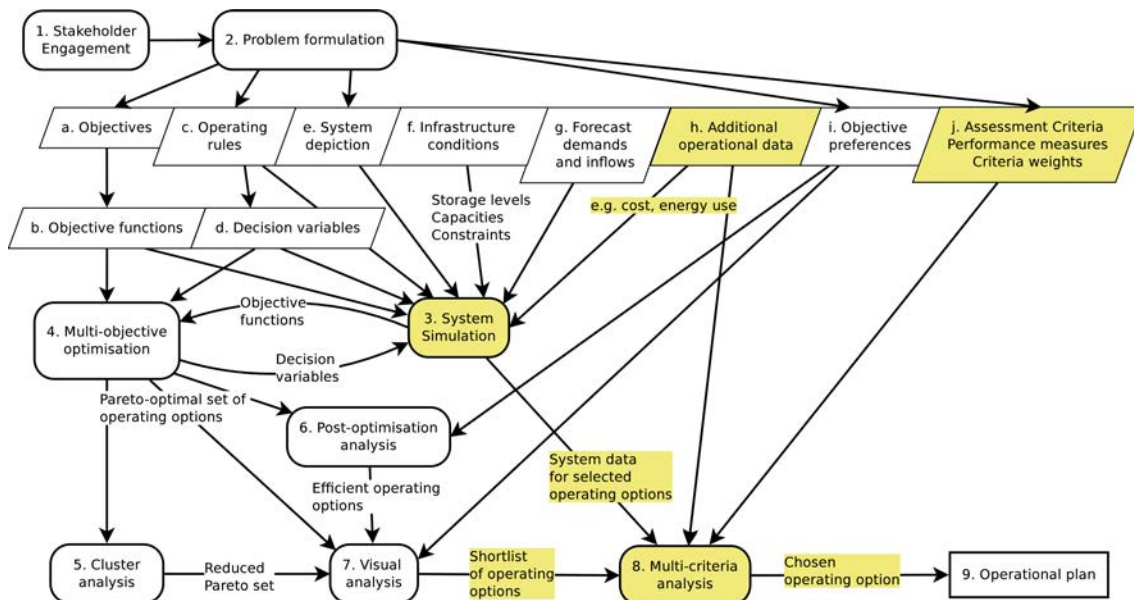 1. Stakeholder
Engagement
2. Problem formulation
a. Objectives
c. Operating
rules
e. System
depiction
f. Infrastructure
conditions
g. Forecast
demands
and inflows
h. Additional
operational data
i. Objective
preferences
j. Assessment Criteria
Performance measures
Criteria weights
Storage levels
Capacities
Constraints
e.g. cost, energy use
b. Objective functions
d. Decision variables
Objective
functions
3. System
Simulation
4. Multi-objective
optimisation
Decision
variables
Pareto-optimal set of
operating options
6. Post-optimisation
analysis
System data
for selected
operating options
Efficient operating
options
5. Cluster
analysis
Reduced
Pareto set
7. Visual
analysis
Shortlist
of operating
options
8. Multi-criteria
analysis
Chosen
operating option
9. Operational plan